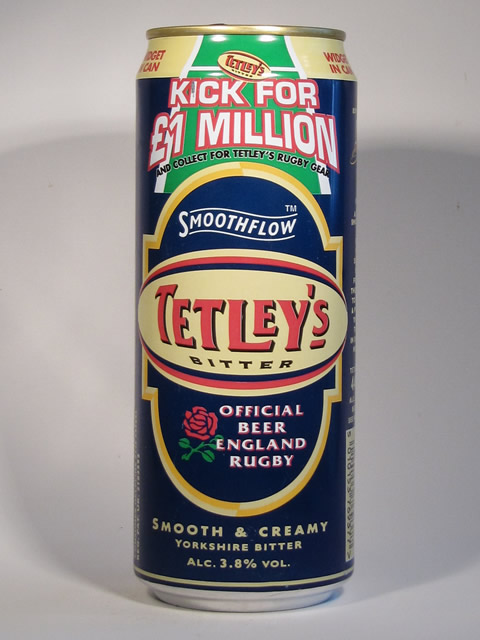 WIDGET
IN CAN
TETLEY'S
WIDGET
IN CAN
KICK FOR
£1 MILLION
AND COLLECT FOR TETLEY'S RUGBY GEAR
SMOOTHFLOW™
TETLEY'S
BITTER
OFFICIAL
BEER
ENGLAND
RUGBY
SMOOTH & CREAMY
YORKSHIRE BITTER
ALC. 3.8% VOL.